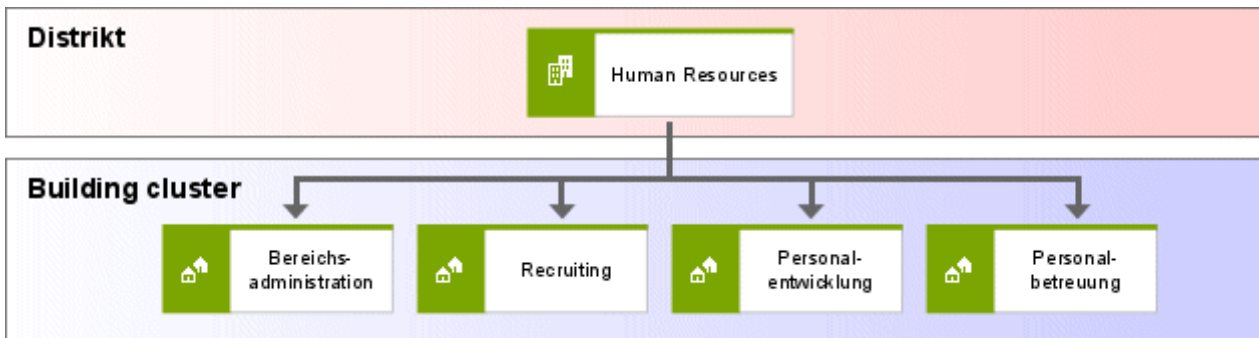 Distrikt
Human Resources
Building cluster
Bereichs-
administration
Recruiting
Personal-
entwicklung
Personal-
betreuung